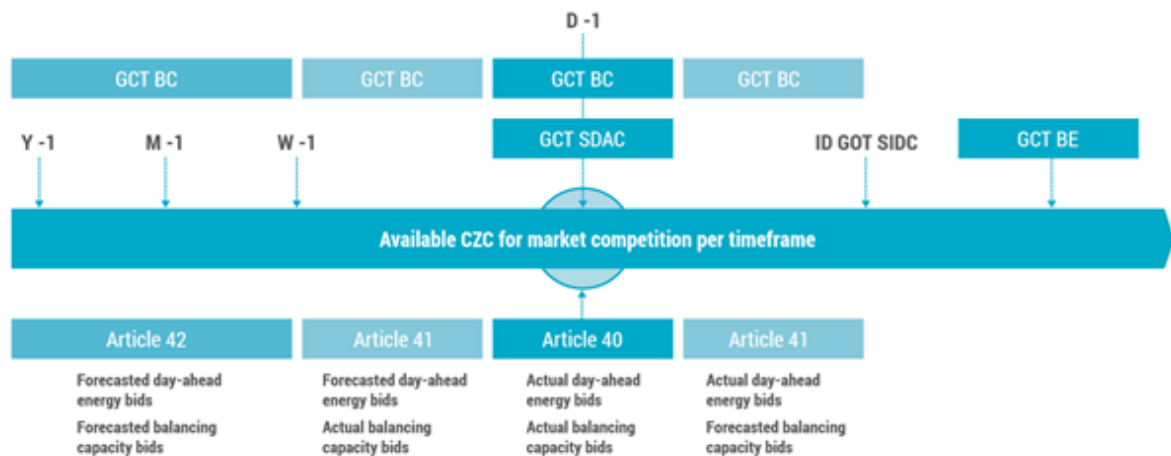 D -1
GCT BC
GCT BC
GCT BC
GCT BC
Y -1
M -1
W -1
GCT SDAC
ID GOT SIDC
GCT BE
Available CZC for market competition per timeframe
Article 42
Article 41
Article 40
Article 41
Forecasted day-ahead
energy bids
Forecasted balancing
capacity bids
Forecasted day-ahead
energy bids
Actual balancing
capacity bids
Actual day-ahead
energy bids
Actual balancing
capacity bids
Actual day-ahead
energy bids
Forecasted balancing
capacity bids